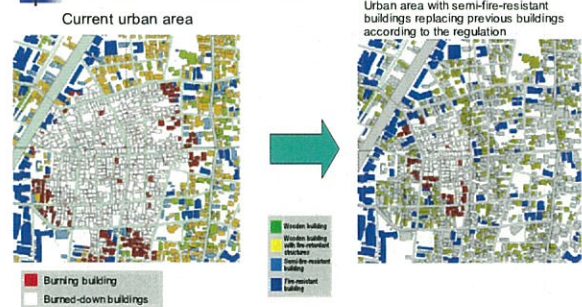 Current urban area
Urban area with semi-fire-resistant
buildings replacing previous buildings
according to the regulation
Wooden building
Wooden building
with fire-retardant
structures
Semi-fire-resistant
building
Fire-resistant
building
Burning building
Burned-down buildings